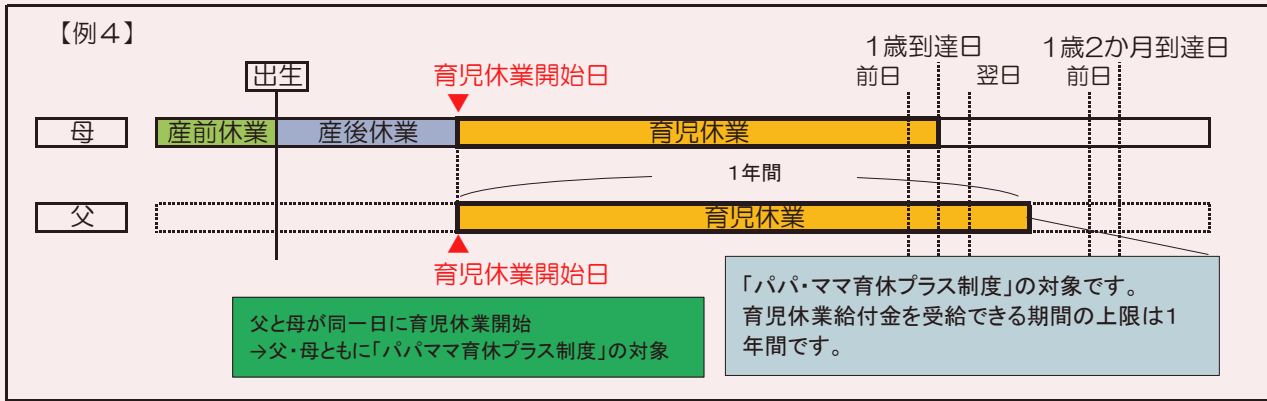 【例４】
１歳到達日
１歳２か月到達日
出生
育児休業開始日
前日
翌日
前日
母
産前休業
産後休業
育児休業
１年間
父
育児休業
育児休業開始日
父と母が同一日に育児休業開始
→父・母ともに「パパママ育休プラス制度」の対象
「パパ・ママ育休プラス制度」の対象です。
育児休業給付金を受給できる期間の上限は１
年間です。